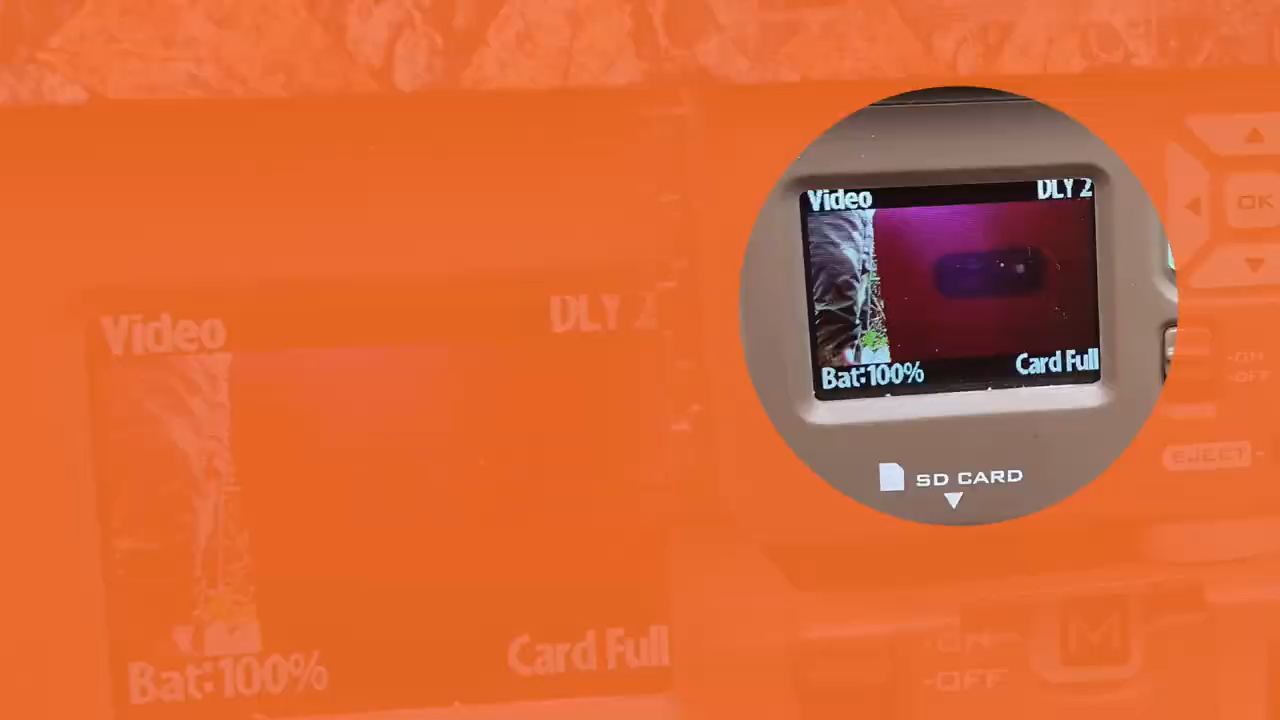 Video DLY 2
Bat:100% Card Full
SD CARD
OK
-ON
-OFF
EJECT-
Video DLY 2
Bat:100% Card Full
-ON-
-OFF
M